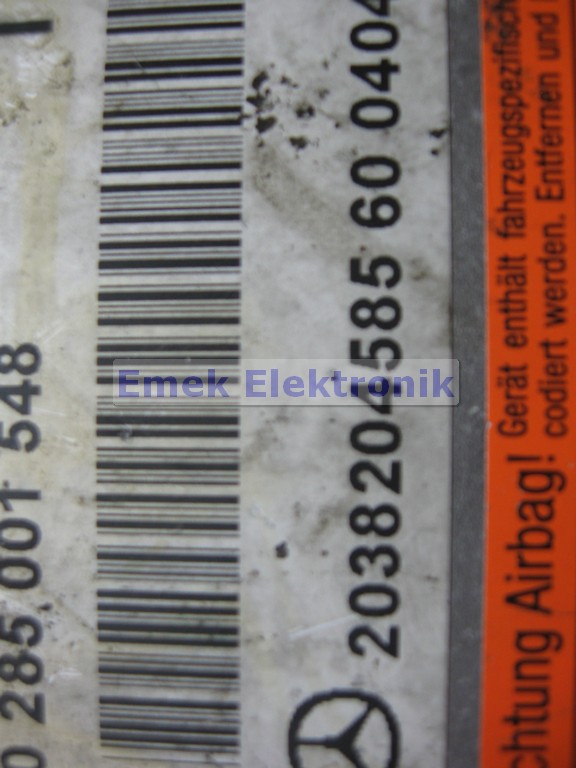 0 285 001 548
2038204585 60 0404
Emek Elektronik
chtung Airbag!
Gerät enthält fahrzeugspezifisch
codiert werden. Entfernen und